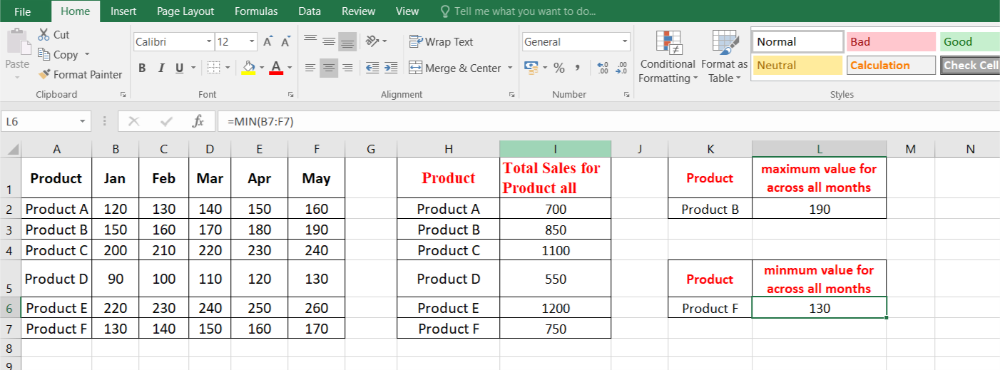 File Home Insert Page Layout Formulas Data Review View Tell me what you want to do...
Cut
Copy
Format Painter
Paste
Clipboard
Calibri 12 A A
B I U A
Font
Wrap Text
Merge & Center
Alignment
General
% , .0 .00 .00 .0
Number
Conditional Formatting
Format as Table
Normal Bad Good
Neutral Calculation Check Cell
Styles
L6 fx =MIN(B7:F7)
A B C D E F G H I J K L M N
1 Product Jan Feb Mar Apr May Product Total Sales for Product all Product maximum value for across all months
2 Product A 120 130 140 150 160 Product A 700 Product B 190
3 Product B 150 160 170 180 190 Product B 850
4 Product C 200 210 220 230 240 Product C 1100
5 Product D 90 100 110 120 130 Product D 550 Product minmum value for across all months
6 Product E 220 230 240 250 260 Product E 1200 Product F 130
7 Product F 130 140 150 160 170 Product F 750
8
9